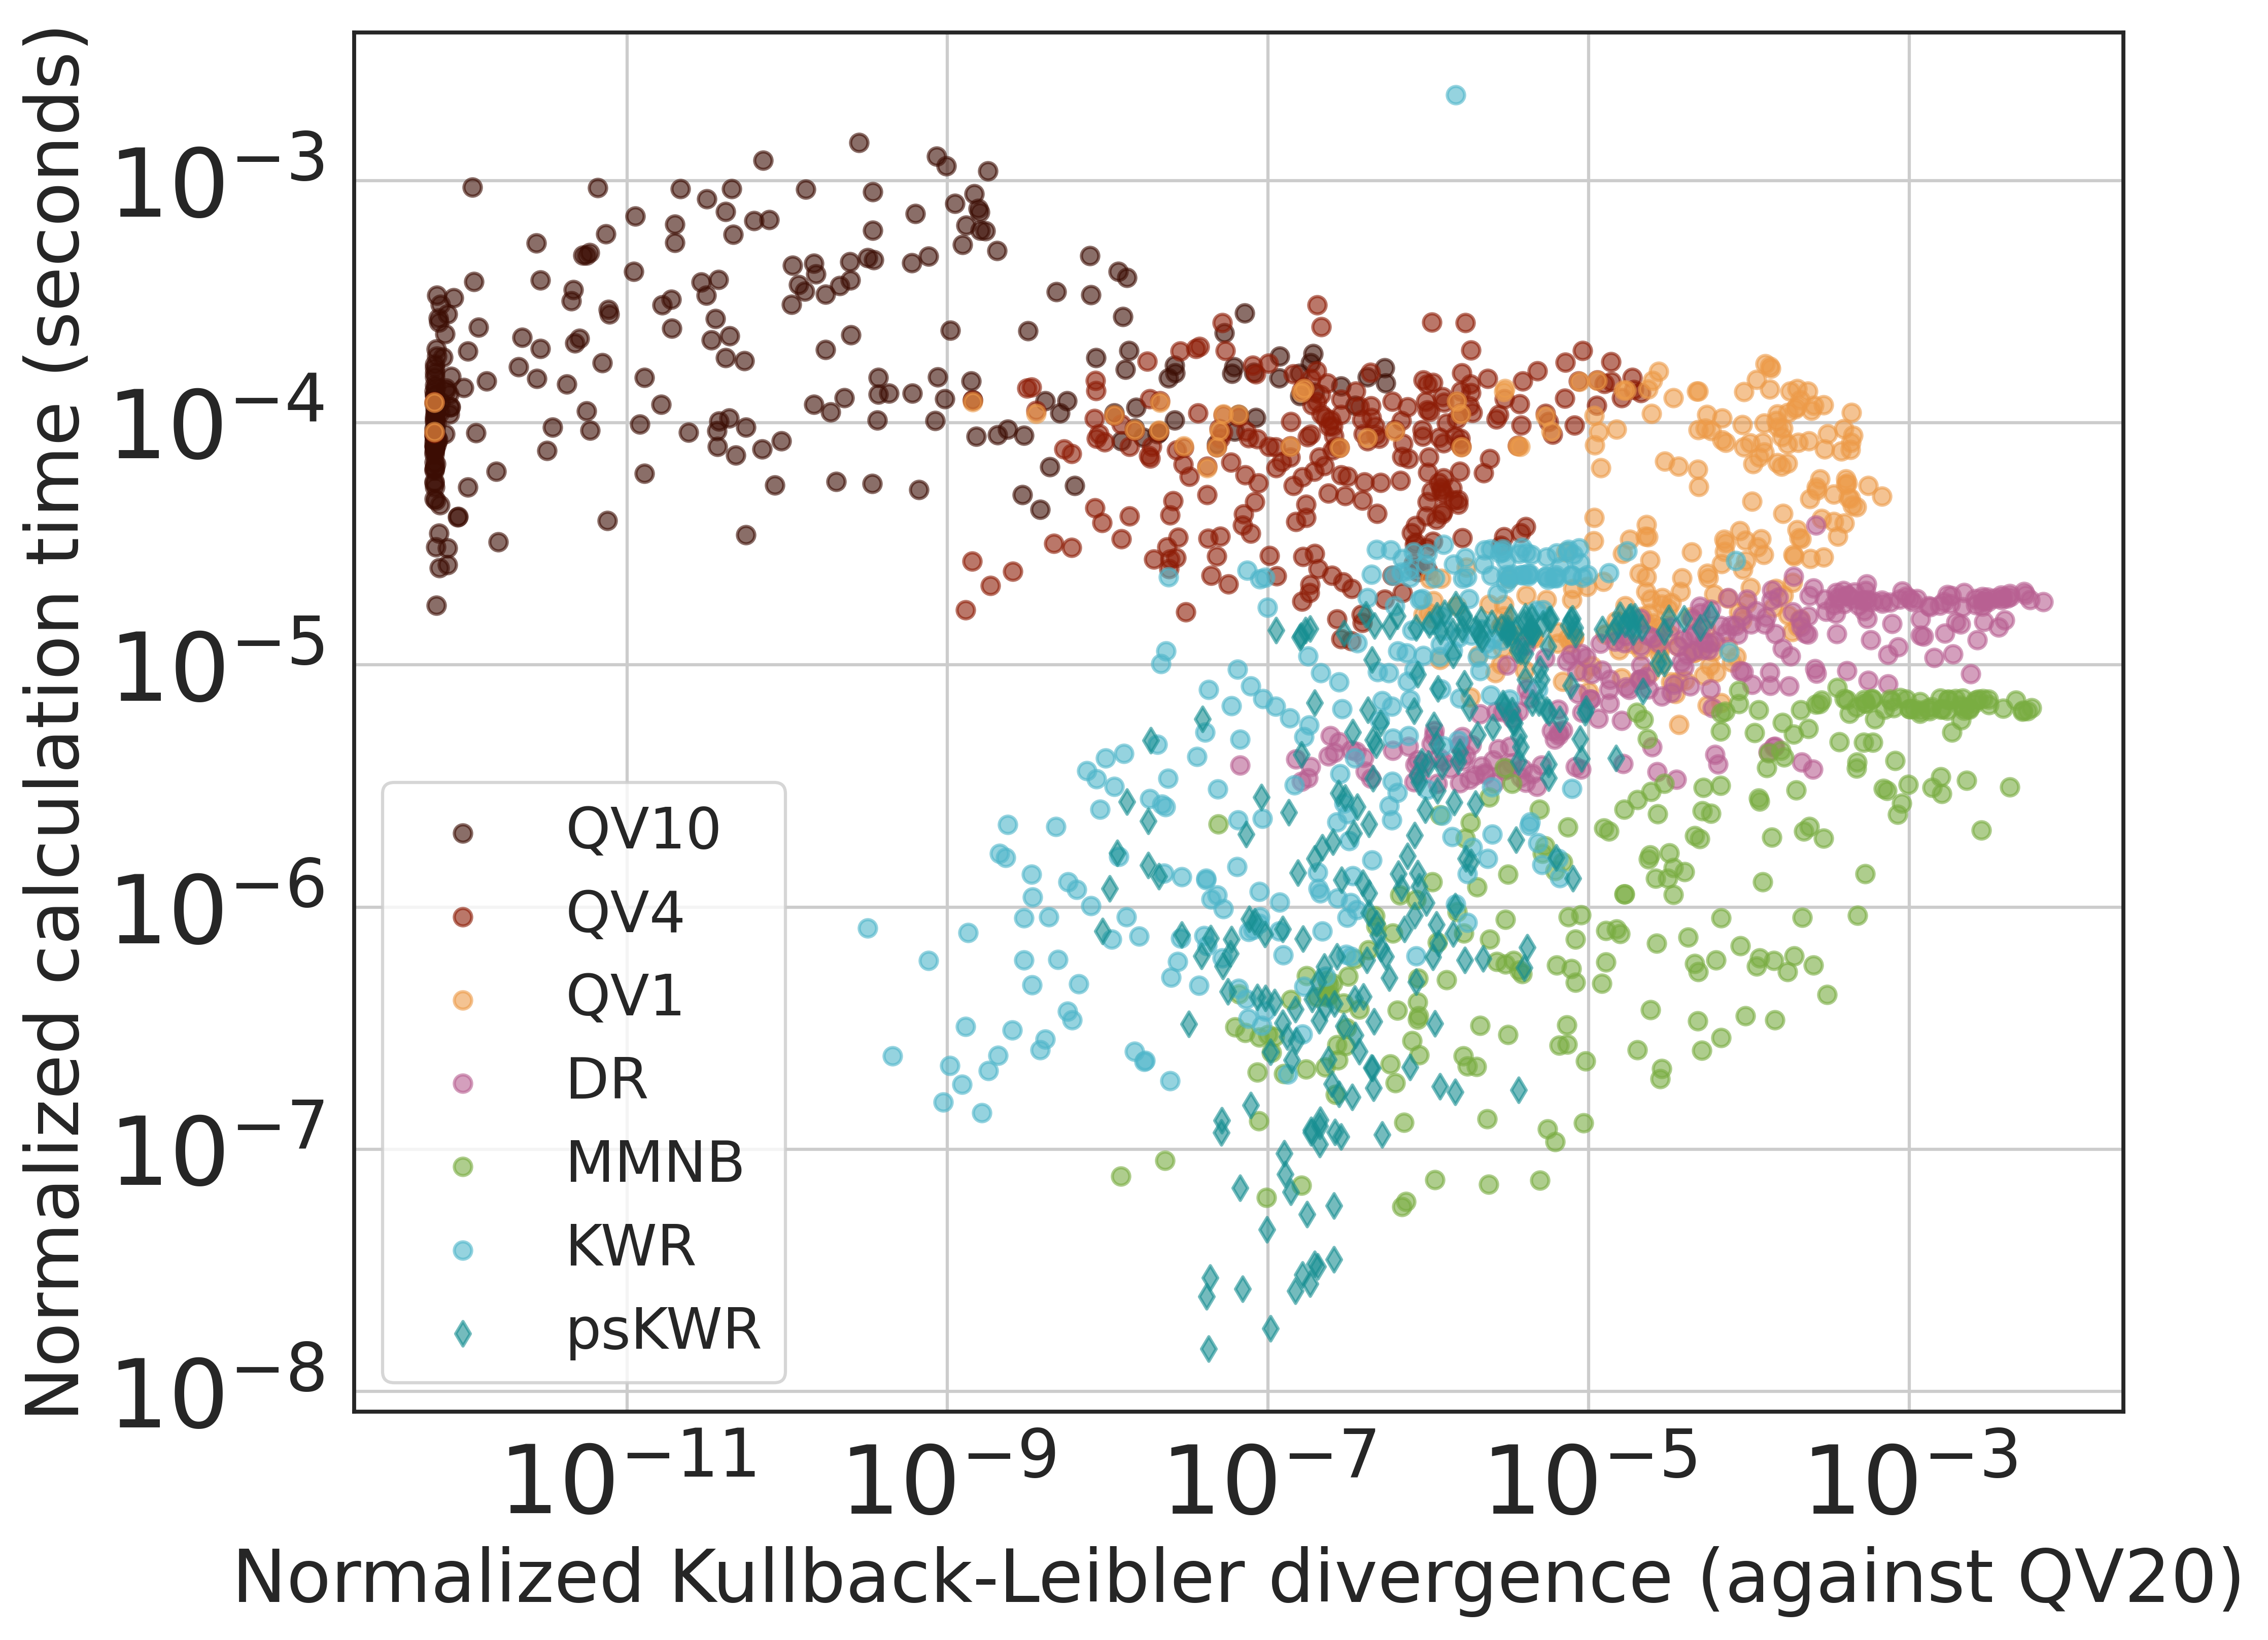 Normalized calculation time (seconds)
10−3
10−4
10−5
10−6
10−7
10−8
QV10
QV4
QV1
DR
MMNB
KWR
psKWR
10−11 10−9 10−7 10−5 10−3
Normalized Kullback-Leibler divergence (against QV20)